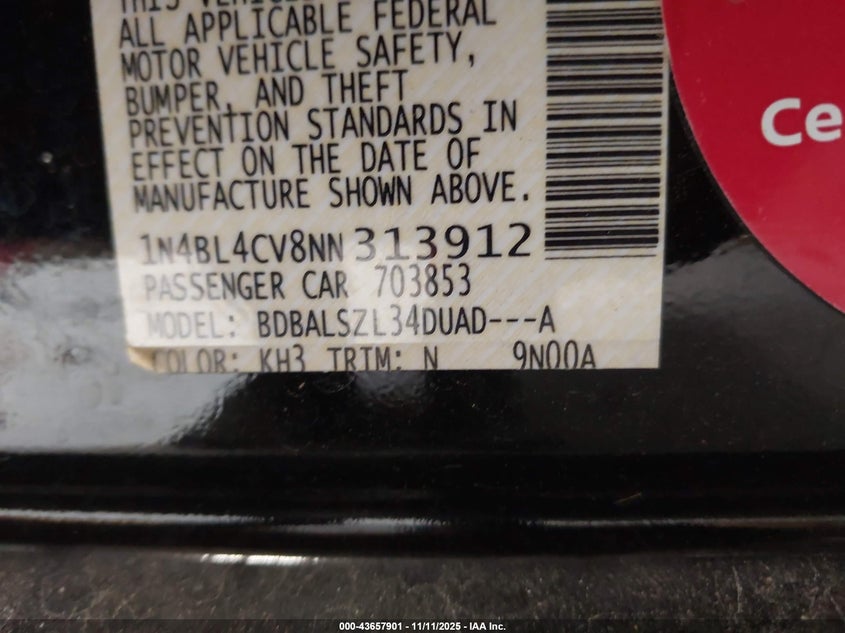 THIS VEHICLE
ALL APPLICABLE FEDERAL
MOTOR VEHICLE SAFETY,
BUMPER, AND THEFT
PREVENTION STANDARDS IN
EFFECT ON THE DATE OF
MANUFACTURE SHOWN ABOVE.
1N4BL4CV8NN313912
PASSENGER CAR 703853
MODEL: BDBALSZL34DUAD---A
COLOR: KH3 TRIM: N 9N00A
Ce
000-43657901 - 11/11/2025 - IAA Inc.